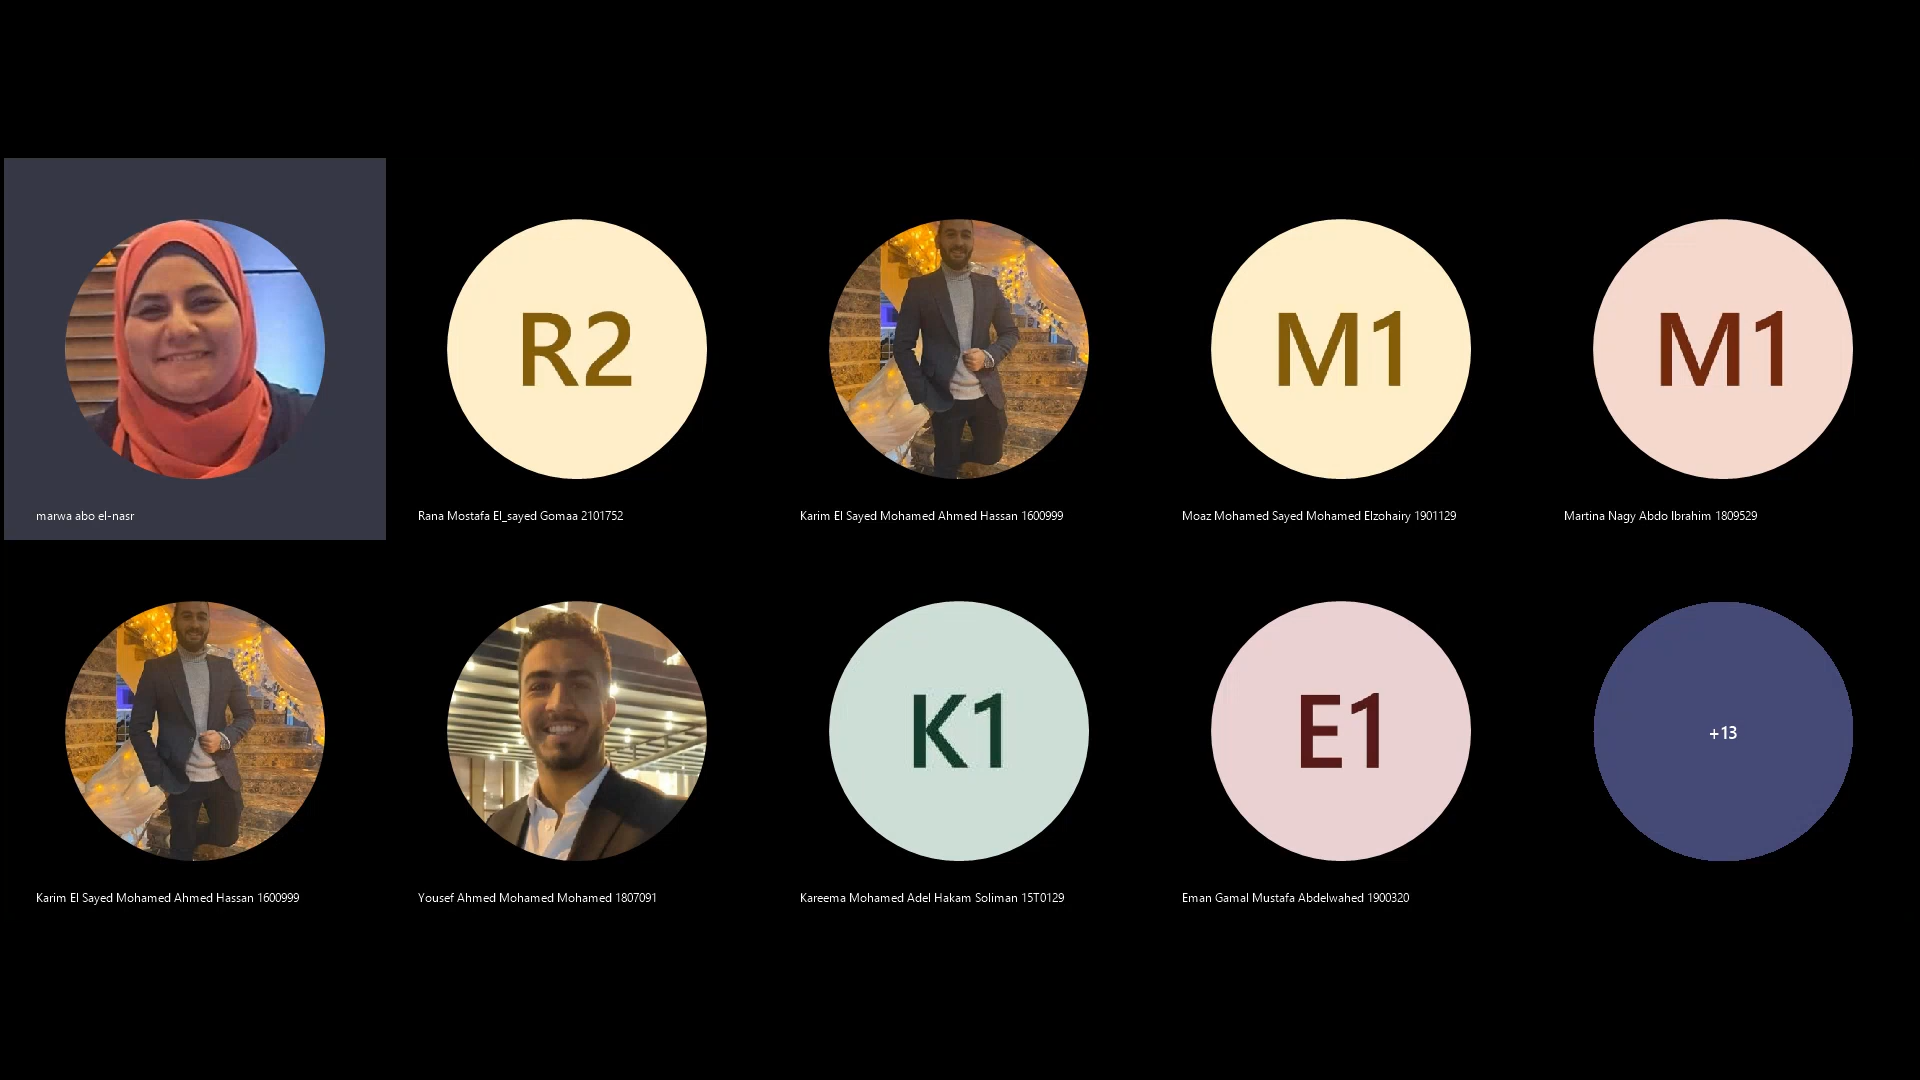 R2
M1
M1
marwa abo el-nasr
Rana Mostafa El_sayed Gomaa 2101752
Karim El Sayed Mohamed Ahmed Hassan 1600999
Moaz Mohamed Sayed Mohamed Elzohairy 1901129
Martina Nagy Abdo Ibrahim 1809529
K1
E1
+13
Karim El Sayed Mohamed Ahmed Hassan 1600999
Yousef Ahmed Mohamed Mohamed 1807091
Kareema Mohamed Adel Hakam Soliman 15T0129
Eman Gamal Mustafa Abdelwahed 1900320